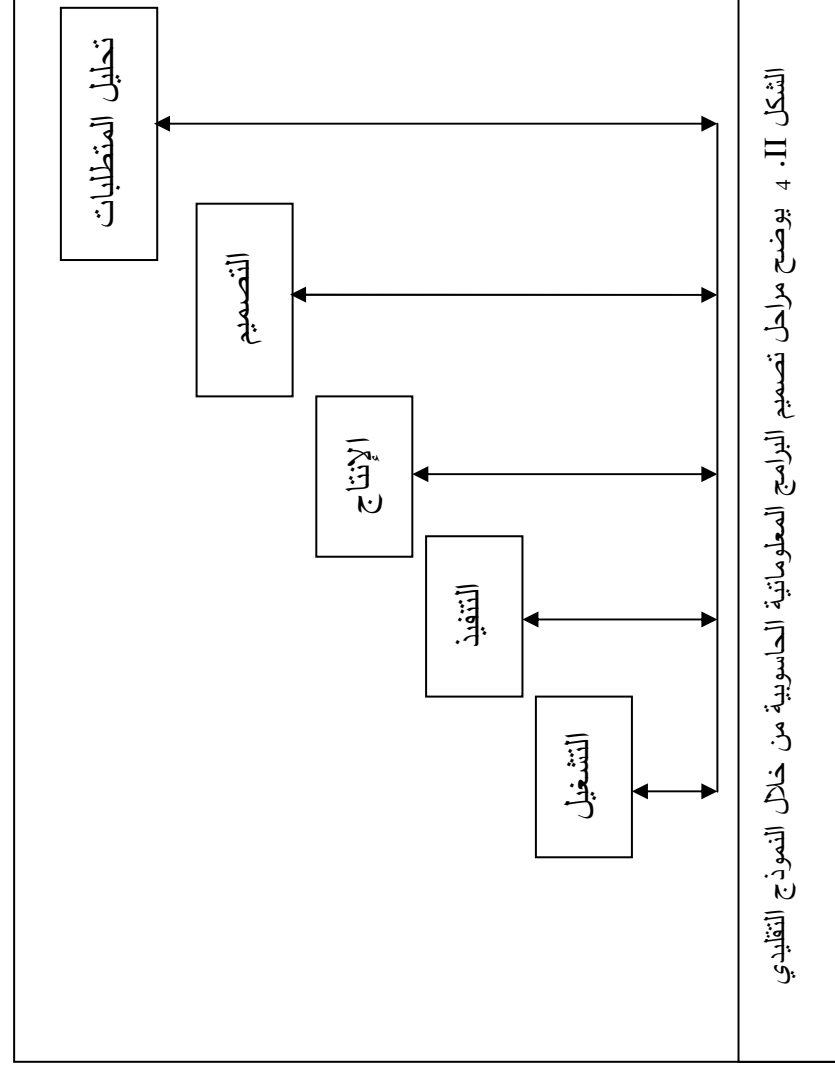 تحليل المتطلبات
التصميم
الإنتاج
التنفيذ
التشغيل
الشكل II. 4 يوضح مراحل تصميم البرامج المعلوماتية الحاسوبية من خلال النموذج التقليدي